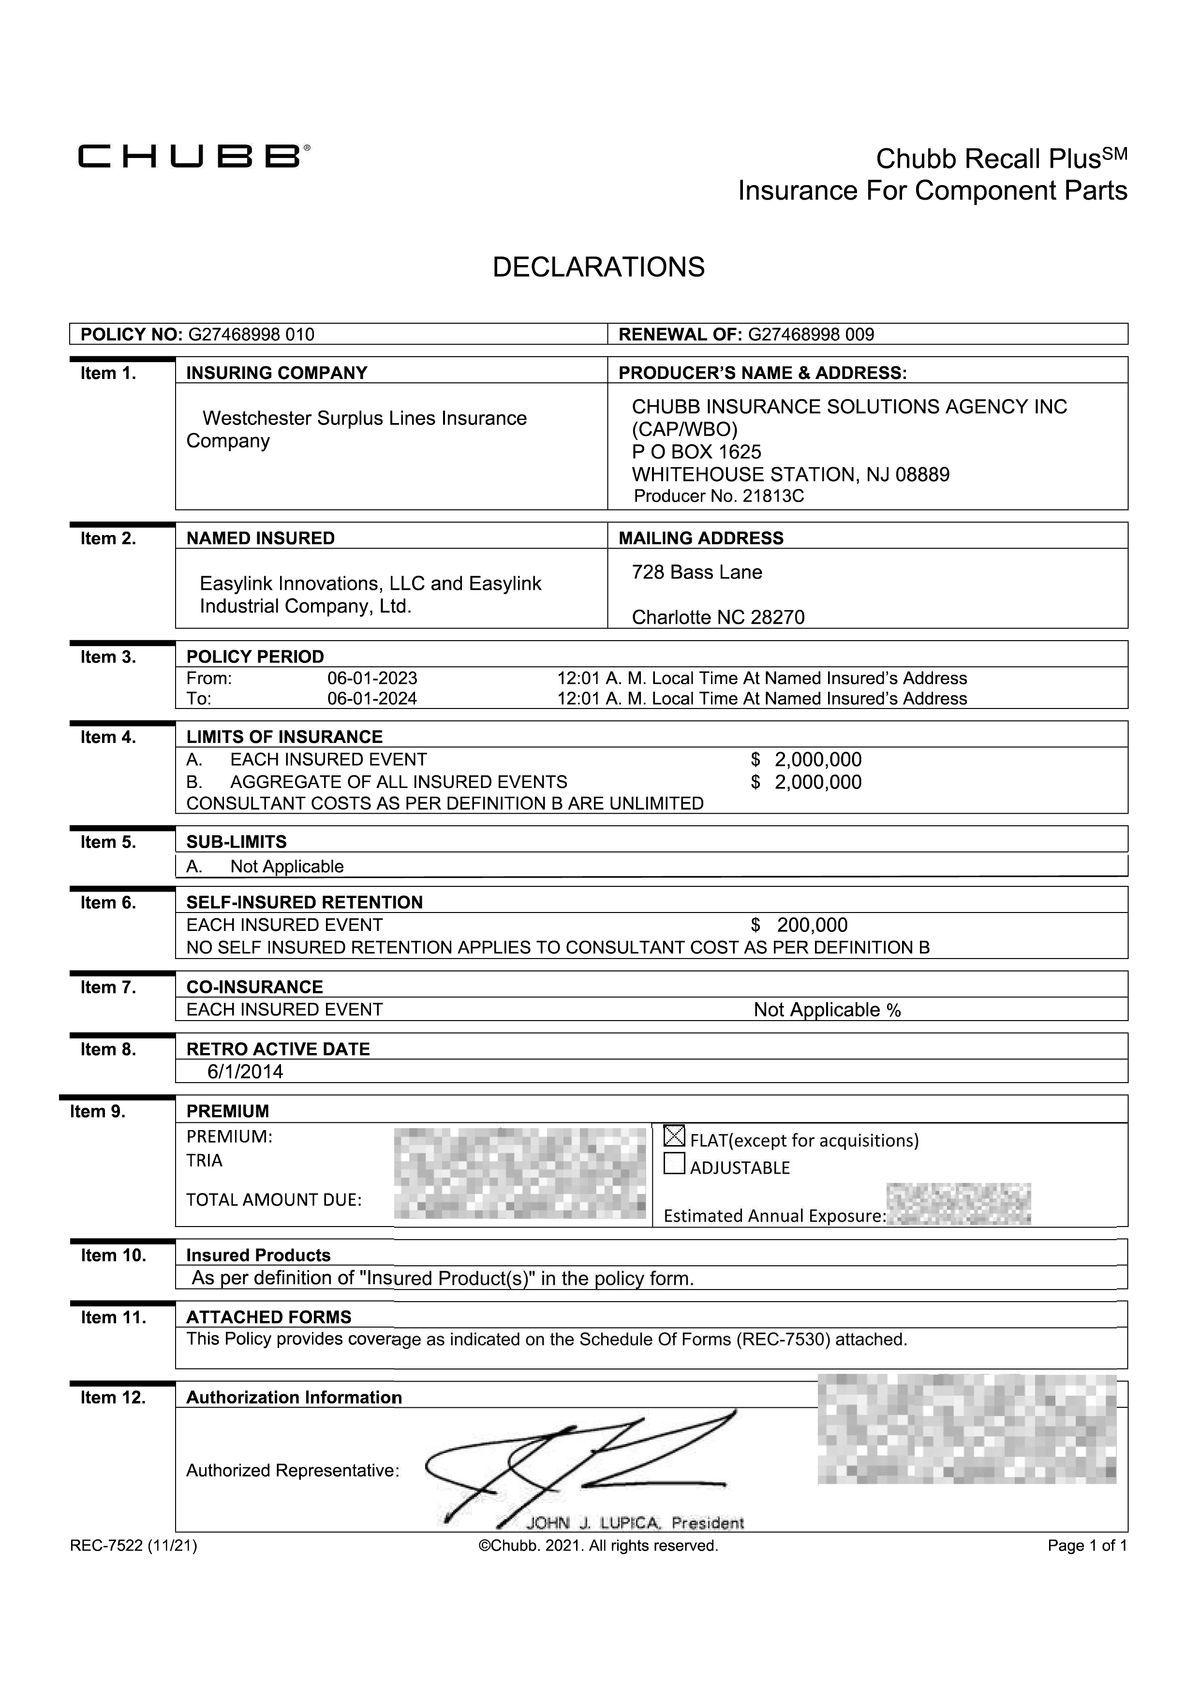 CHUBB®
Chubb Recall PlusSM
Insurance For Component Parts
DECLARATIONS
POLICY NO: G27468998 010
RENEWAL OF: G27468998 009
Item 1.
INSURING COMPANY
PRODUCER'S NAME & ADDRESS:
Westchester Surplus Lines Insurance
Company
CHUBB INSURANCE SOLUTIONS AGENCY INC
(CAP/WBO)
P O BOX 1625
WHITEHOUSE STATION, NJ 08889
Producer No. 21813C
Item 2.
NAMED INSURED
MAILING ADDRESS
Easylink Innovations, LLC and Easylink
Industrial Company, Ltd.
728 Bass Lane
Charlotte NC 28270
Item 3.
POLICY PERIOD
From: 06-01-2023 12:01 A. M. Local Time At Named Insured's Address
To: 06-01-2024 12:01 A. M. Local Time At Named Insured's Address
Item 4.
LIMITS OF INSURANCE
A. EACH INSURED EVENT $ 2,000,000
B. AGGREGATE OF ALL INSURED EVENTS $ 2,000,000
CONSULTANT COSTS AS PER DEFINITION B ARE UNLIMITED
Item 5.
SUB-LIMITS
A. Not Applicable
Item 6.
SELF-INSURED RETENTION
EACH INSURED EVENT $ 200,000
NO SELF INSURED RETENTION APPLIES TO CONSULTANT COST AS PER DEFINITION B
Item 7.
CO-INSURANCE
EACH INSURED EVENT Not Applicable %
Item 8.
RETRO ACTIVE DATE
6/1/2014
Item 9.
PREMIUM
PREMIUM:
TRIA
TOTAL AMOUNT DUE:
FLAT(except for acquisitions)
ADJUSTABLE
Estimated Annual Exposure:
Item 10.
Insured Products
As per definition of "Insured Product(s)" in the policy form.
Item 11.
ATTACHED FORMS
This Policy provides coverage as indicated on the Schedule Of Forms (REC-7530) attached.
Item 12.
Authorization Information
Authorized Representative:
JOHN J. LUPICA, President
REC-7522 (11/21)
©Chubb. 2021. All rights reserved.
Page 1 of 1